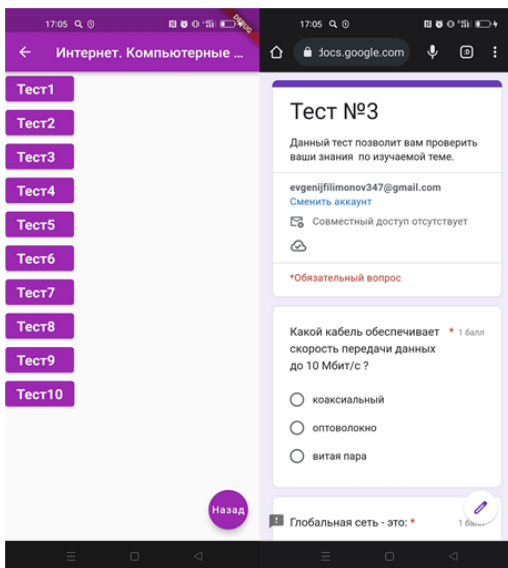 17:05
DEBUG
Интернет. Компьютерные ...
Тест1
Тест2
Тест3
Тест4
Тест5
Тест6
Тест7
Тест8
Тест9
Тест10
Назад
17:05
docs.google.com
:D
Тест №3
Данный тест позволит вам проверить
ваши знания по изучаемой теме.
evgenijfilimonov347@gmail.com
Сменить аккаунт
Совместный доступ отсутствует
*Обязательный вопрос
Какой кабель обеспечивает * 1 балл
скорость передачи данных
до 10 Мбит/с ?
коаксиальный
оптоволокно
витая пара
Глобальная сеть - это: *